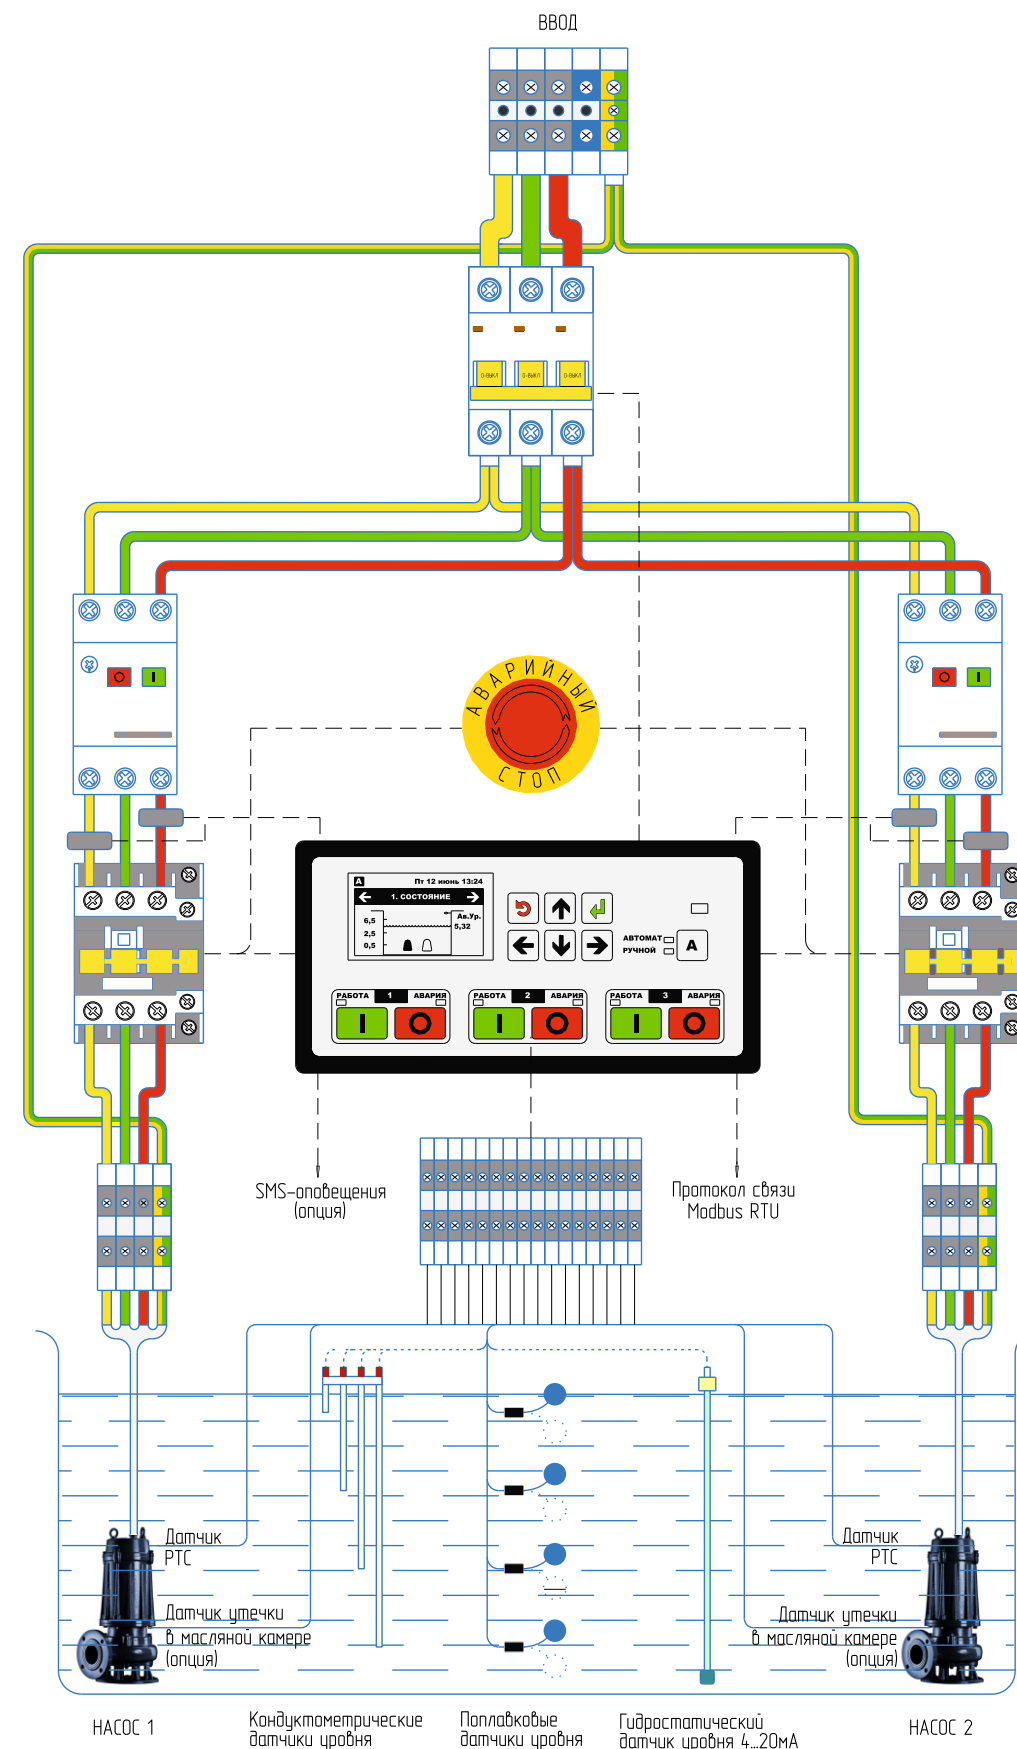 ВВОД
О-ВЫКЛ О-ВЫКЛ О-ВЫКЛ
АВАРИЙНЫЙ
СТОП
A Пт 12 июнь 13:24
1. СОСТОЯНИЕ
Ав.Ур.
6,5
5,32
2,5
0,5
АВТОМАТ
РУЧНОЙ
A
РАБОТА 1 АВАРИЯ
РАБОТА 2 АВАРИЯ
РАБОТА 3 АВАРИЯ
SMS-оповещения
(опция)
Протокол связи
Modbus RTU
Датчик
PTC
Датчик
PTC
Датчик утечки
в масляной камере
(опция)
Датчик утечки
в масляной камере
(опция)
НАСОС 1
Кондуктометрические
датчики уровня
Поплавковые
датчики уровня
Гидростатический
датчик уровня 4...20мА
НАСОС 2